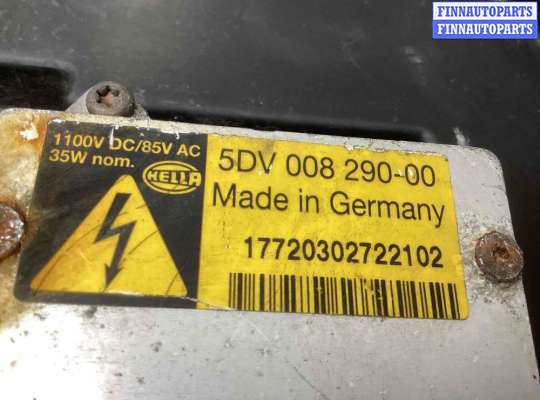 FINNAUTOPARTS
FINNAUTOPARTS
1100V DC/85V AC
35W nom.
HELLA
5DV 008 290-00
Made in Germany
17720302722102